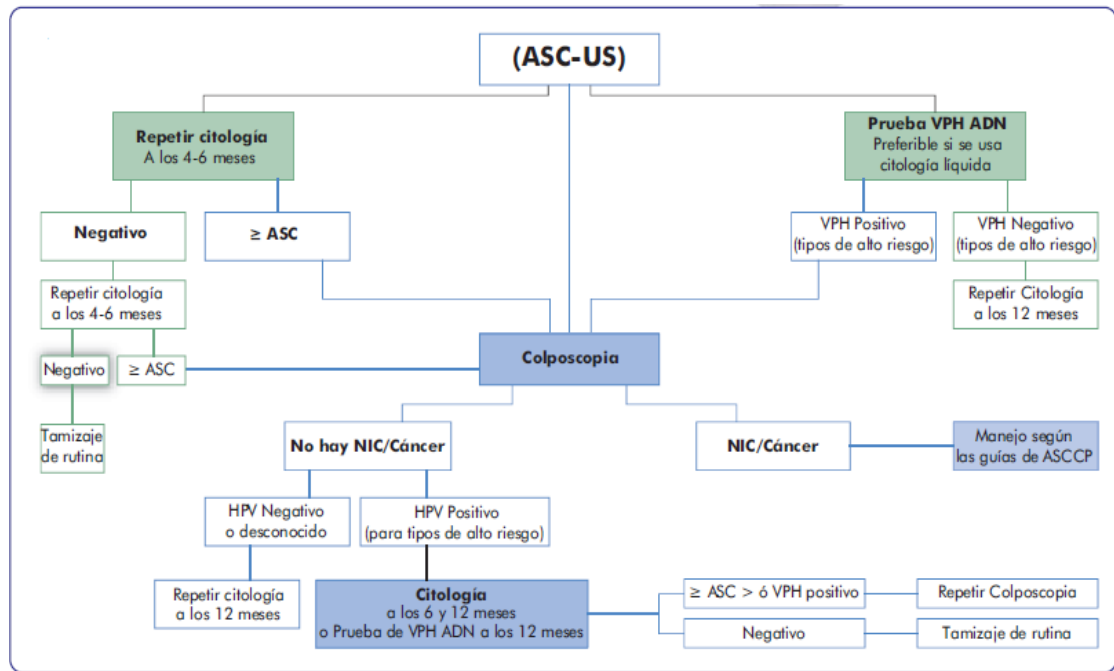 (ASC-US)
Repetir citología
A los 4-6 meses
Prueba VPH ADN
Preferible si se usa
citología líquida
Negativo
≥ ASC
VPH Positivo
(tipos de alto riesgo)
VPH Negativo
(tipos de alto riesgo)
Repetir citología
a los 4-6 meses
Repetir Citología
a los 12 meses
Negativo
≥ ASC
Colposcopia
Tamizaje
de rutina
No hay NIC/Cáncer
NIC/Cáncer
Manejo según
las guías de ASCCP
HPV Negativo
o desconocido
HPV Positivo
(para tipos de alto riesgo)
Repetir citología
a los 12 meses
Citología
a los 6 y 12 meses
o Prueba de VPH ADN a los 12 meses
≥ ASC > ó VPH positivo
Repetir Colposcopia
Negativo
Tamizaje de rutina